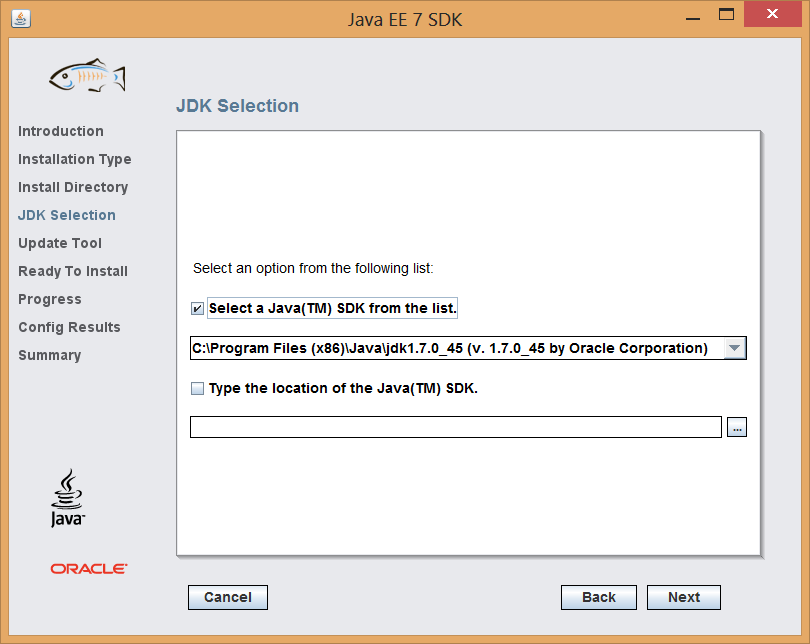 Java EE 7 SDK
JDK Selection
Introduction
Installation Type
Install Directory
JDK Selection
Update Tool
Ready To Install
Progress
Config Results
Summary
Select an option from the following list:
Select a Java(TM) SDK from the list.
C:\Program Files (x86)\Java\jdk1.7.0_45 (v. 1.7.0_45 by Oracle Corporation)
Type the location of the Java(TM) SDK.
...
Java™
ORACLE®
Cancel
Back
Next